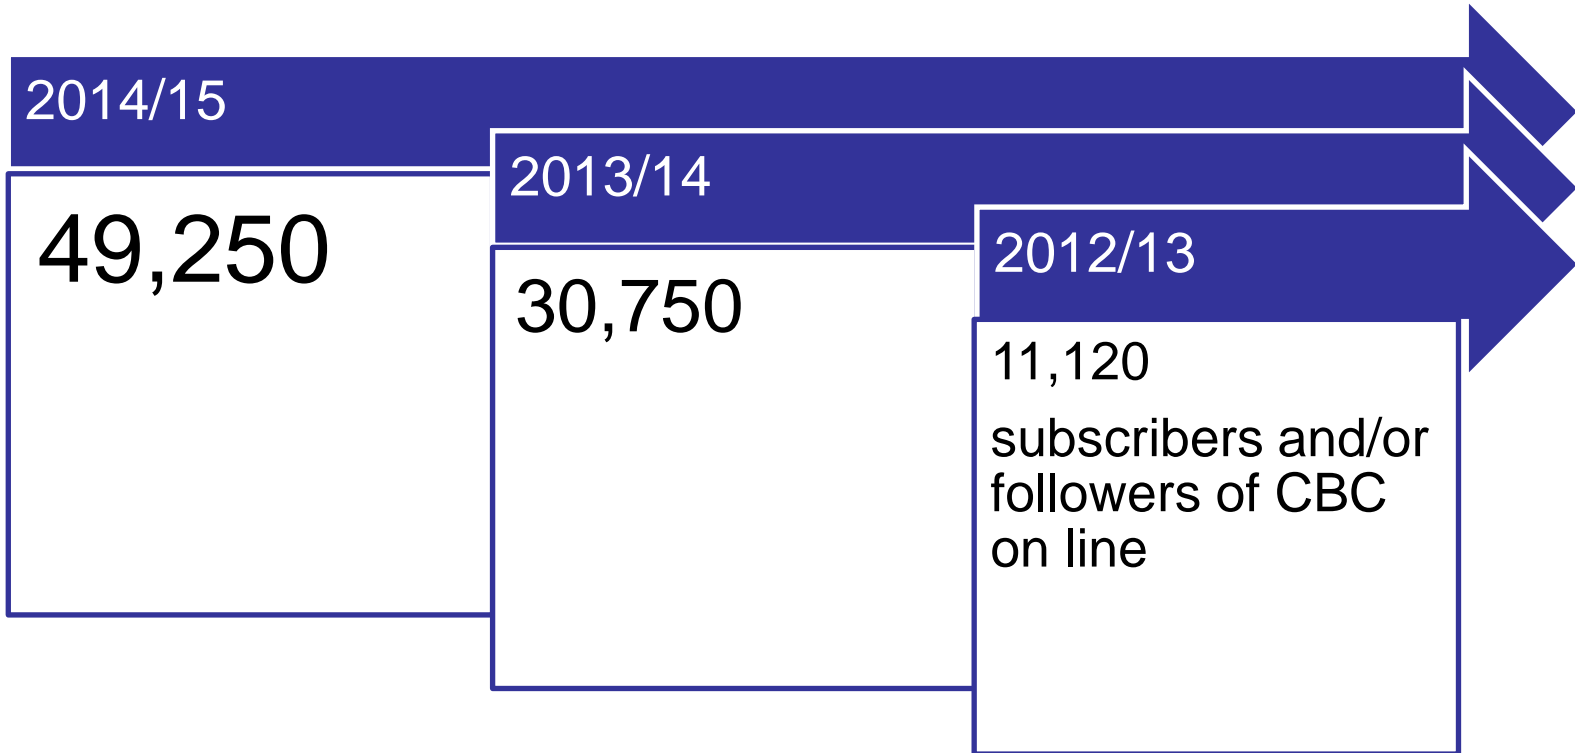 2014/15
49,250
2013/14
30,750
2012/13
11,120
subscribers and/or
followers of CBC
on line